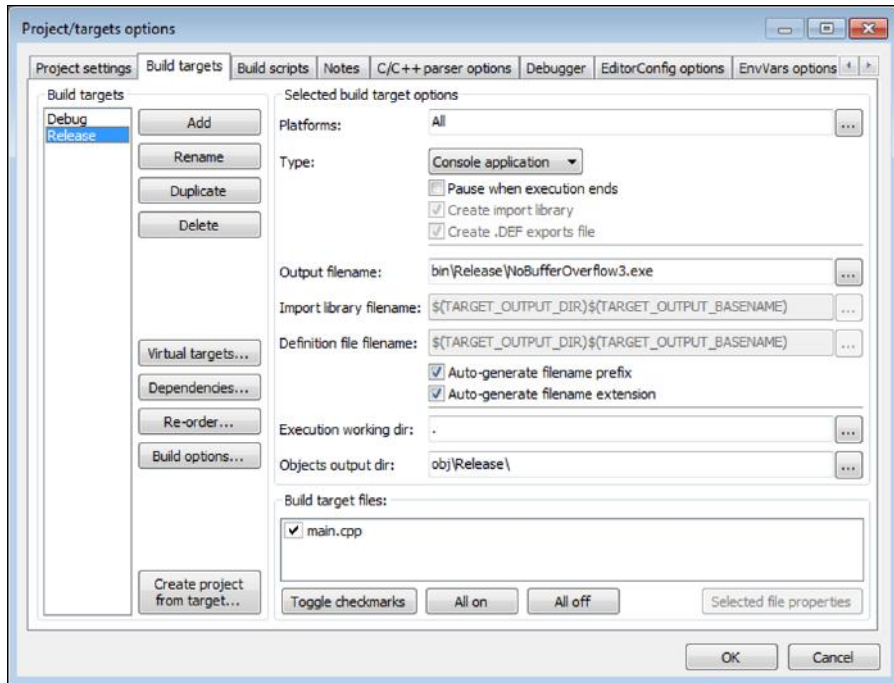 Project/targets options
Project settings Build targets Build scripts Notes C/C++ parser options Debugger EditorConfig options EnvVars options
Build targets
Debug
Release
Add
Rename
Duplicate
Delete
Virtual targets...
Dependencies...
Re-order...
Build options...
Create project
from target...
Selected build target options
Platforms: All ...
Type: Console application
Pause when execution ends
Create import library
Create .DEF exports file
Output filename: bin\Release\NoBufferOverflow3.exe ...
Import library filename: $(TARGET_OUTPUT_DIR)$(TARGET_OUTPUT_BASENAME) ...
Definition file filename: $(TARGET_OUTPUT_DIR)$(TARGET_OUTPUT_BASENAME) ...
Auto-generate filename prefix
Auto-generate filename extension
Execution working dir: . ...
Objects output dir: obj\Release\ ...
Build target files:
main.cpp
Toggle checkmarks All on All off Selected file properties
OK Cancel